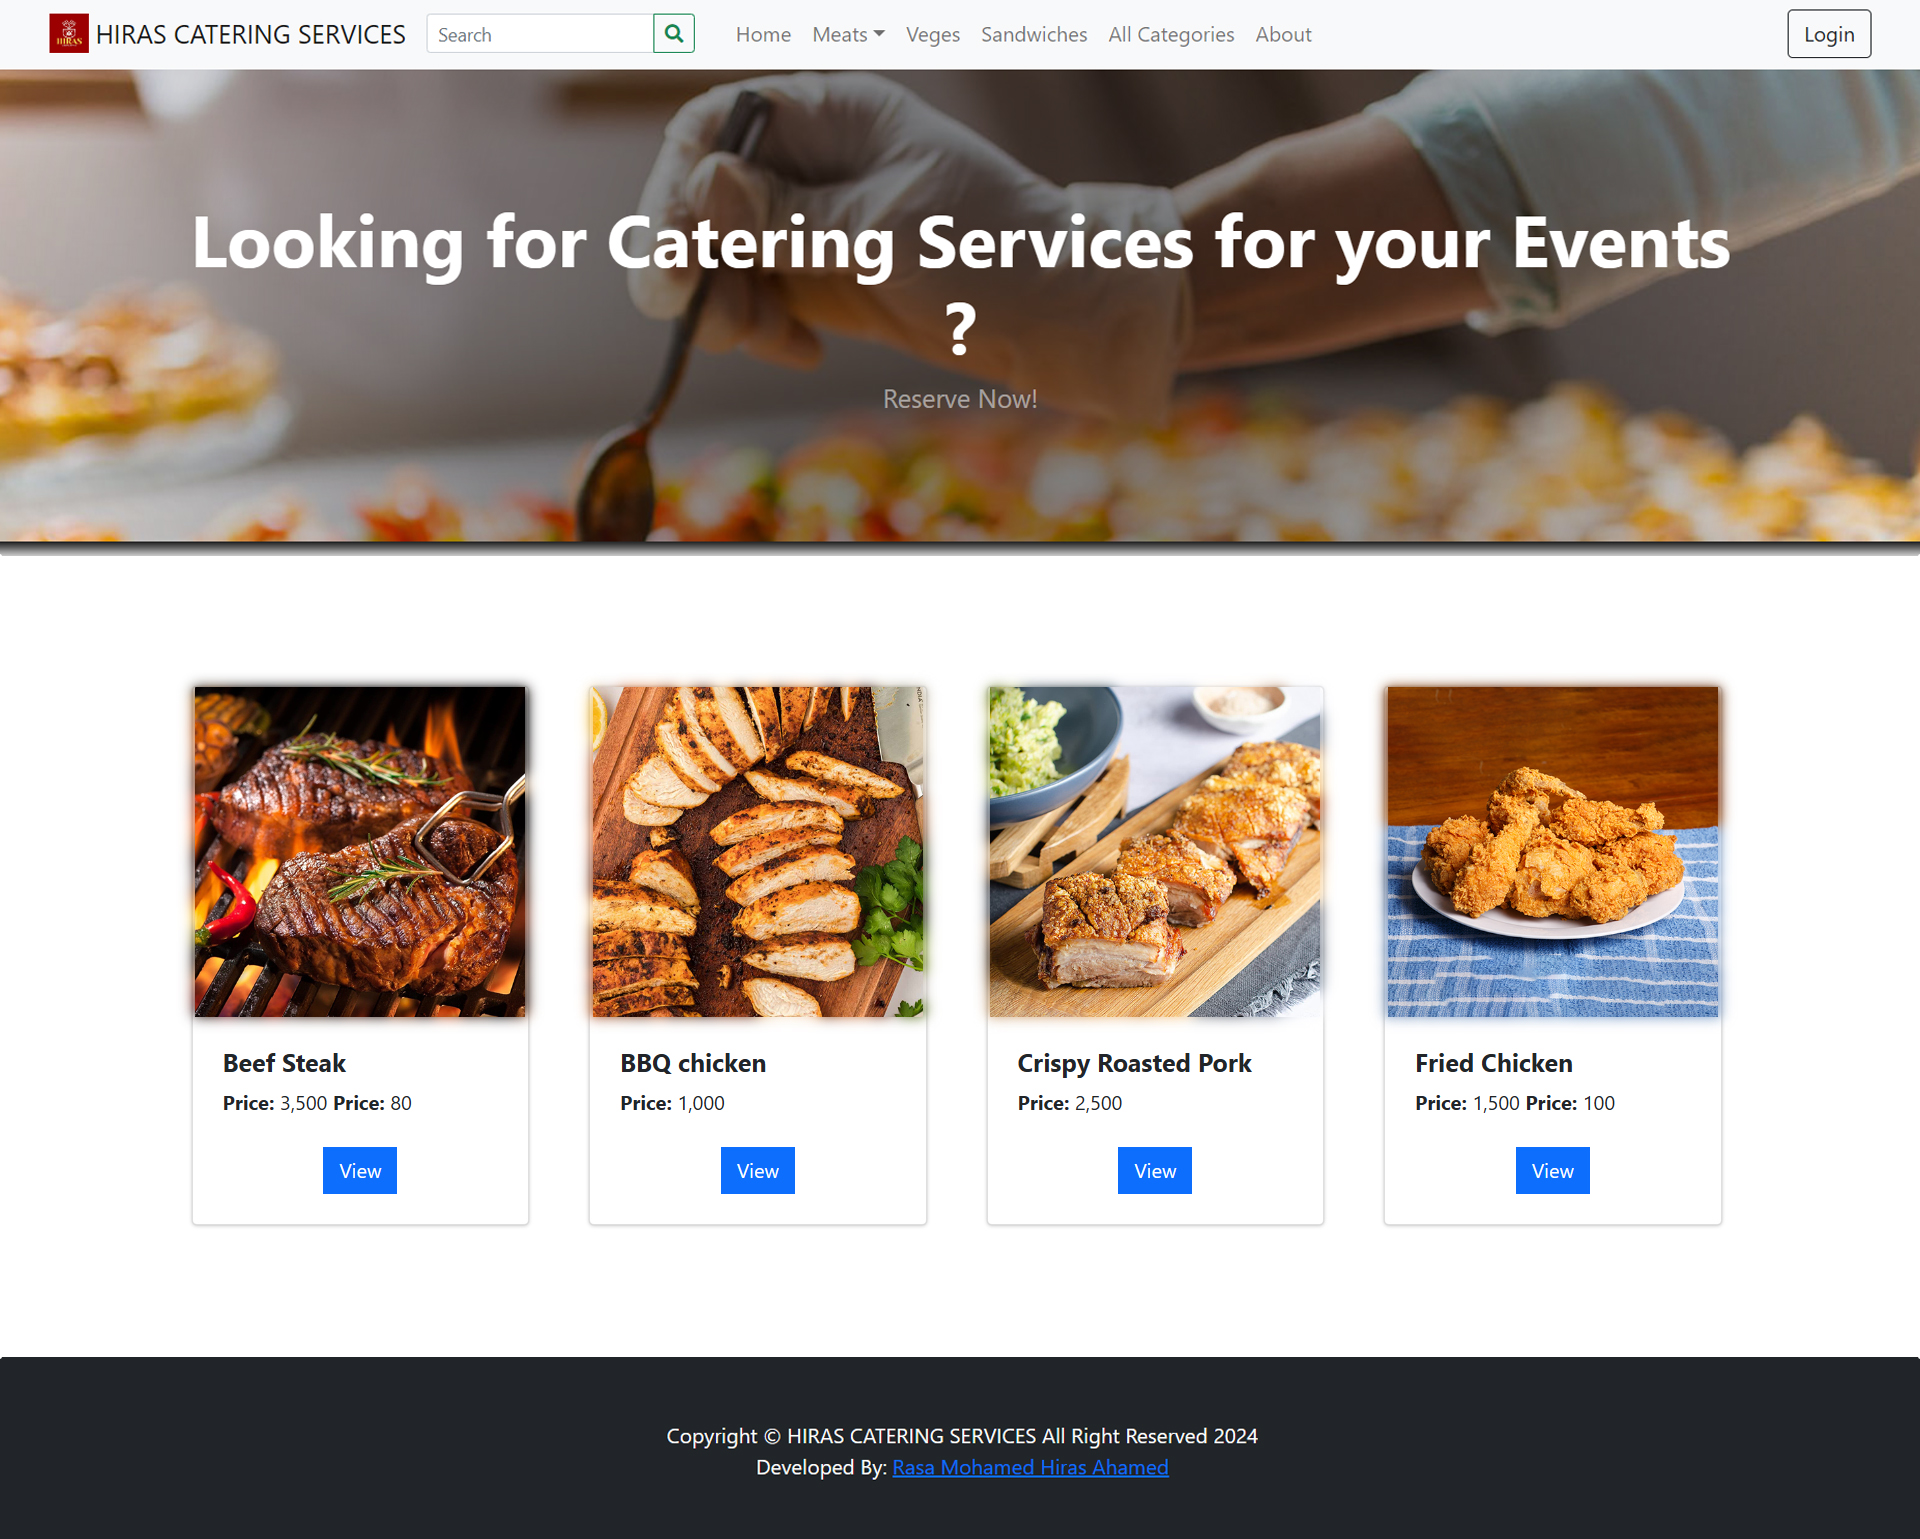 HIRAS
HIRAS CATERING SERVICES
Search
Home Meats Veges Sandwiches All Categories About
Login
Looking for Catering Services for your Events
?
Reserve Now!
Beef Steak
Price: 3,500 Price: 80
View
BBQ chicken
Price: 1,000
View
Crispy Roasted Pork
Price: 2,500
View
Fried Chicken
Price: 1,500 Price: 100
View
Copyright © HIRAS CATERING SERVICES All Right Reserved 2024
Developed By: Rasa Mohamed Hiras Ahamed